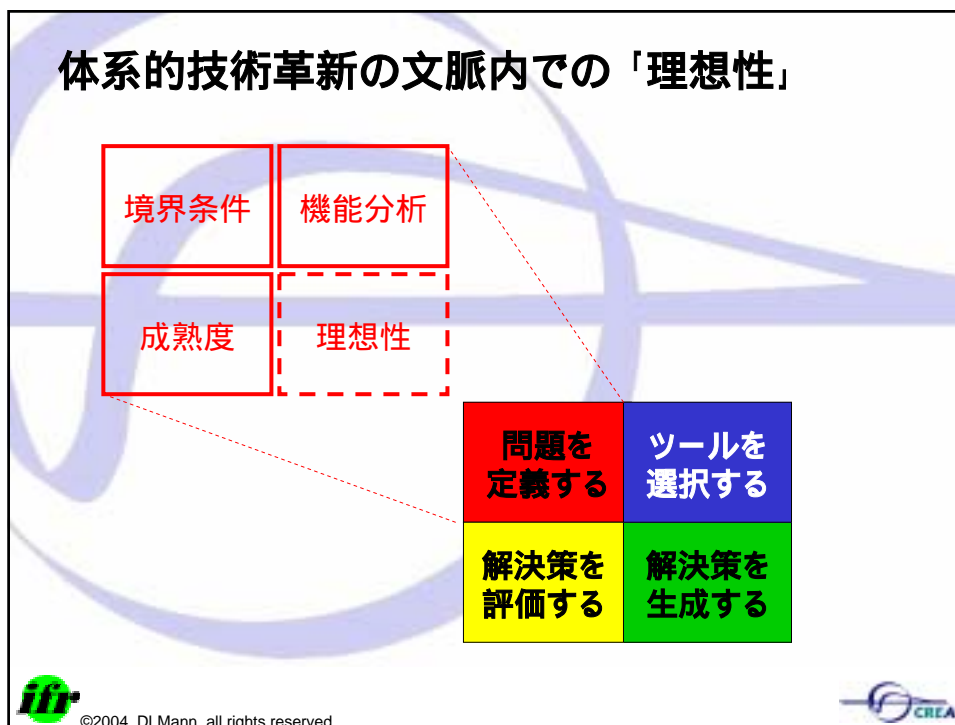 体系的技術革新の文脈内での「理想性」
境界条件
機能分析
成熟度
理想性
問題を
定義する
ツールを
選択する
解決策を
評価する
解決策を
生成する
ifr
©2004, DLMann, all rights reserved
CREA